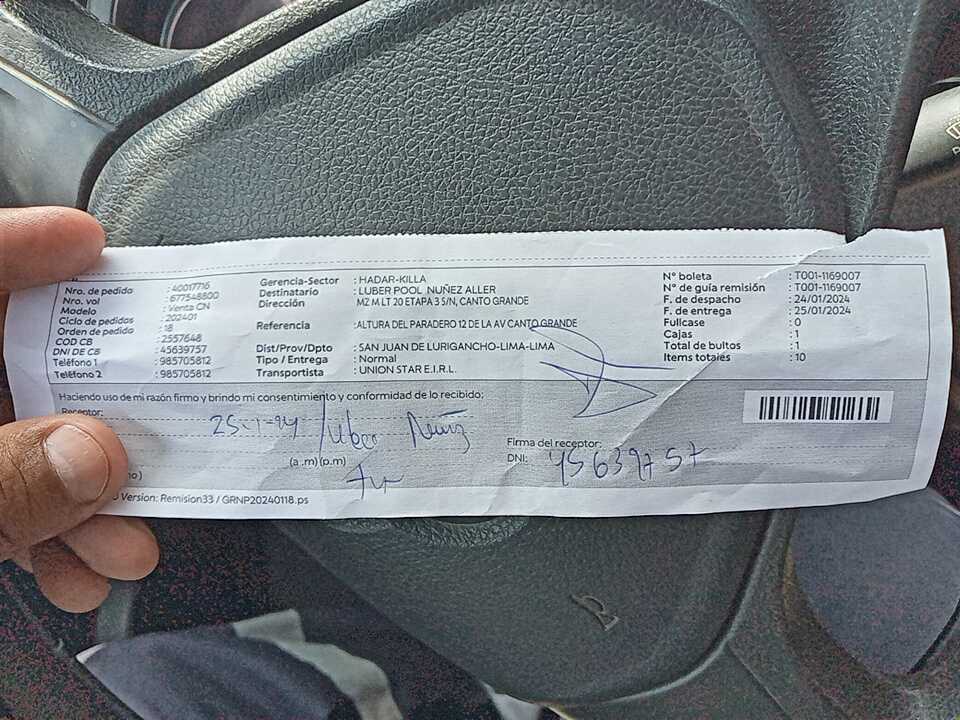 Nro. de pedido : 40017716
Nro. vol : 677548800
Modelo : Venta CN
Ciclo de pedidos : 202401
Orden de pedido : 18
COD CB : 2557648
DNI DE CB : 45639757
Teléfono 1 : 985705812
Teléfono 2 : 985705812
Gerencia-Sector : HADAR-KILLA
Destinatario : LUBER POOL NUÑEZ ALLER
Dirección : MZ M LT 20 ETAPA 3 S/N, CANTO GRANDE
Referencia : ALTURA DEL PARADERO 12 DE LA AV CANTO GRANDE
Dist/Prov/Dpto : SAN JUAN DE LURIGANCHO-LIMA-LIMA
Tipo / Entrega : Normal
Transportista : UNION STAR E.I.R.L.
N° boleta : T001-1169007
N° de guía remisión : T001-1169007
F. de despacho : 24/01/2024
F. de entrega : 25/01/2024
Fullcase : 0
Cajas : 1
Total de bultos : 1
Items totales : 10
Haciendo uso de mi razón firmo y brindo mi consentimiento y conformidad de lo recibido:
Receptor:
25-1-24
(a .m) (p.m)
Firma del receptor:
DNI: 45639757
Version: Remision33 / GRNP20240118.ps